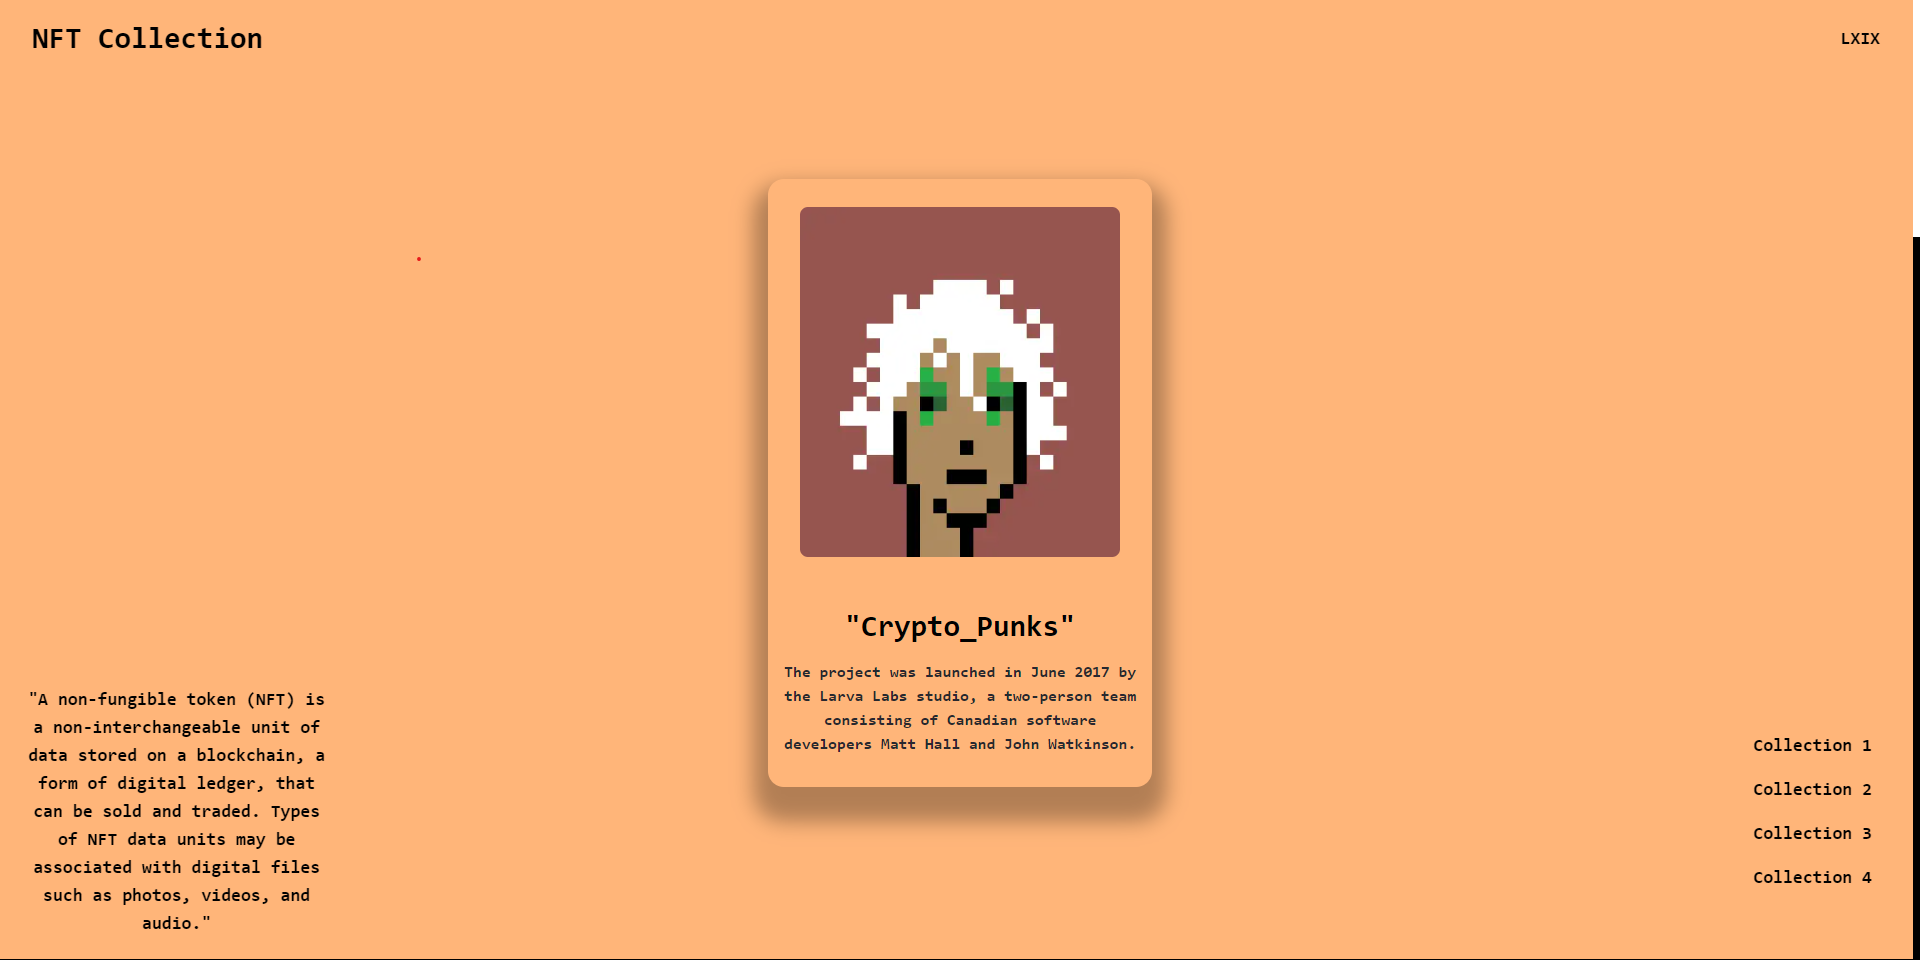 NFT Collection
LXIX
"Crypto_Punks"
The project was launched in June 2017 by
the Larva Labs studio, a two-person team
consisting of Canadian software
developers Matt Hall and John Watkinson.
"A non-fungible token (NFT) is
a non-interchangeable unit of
data stored on a blockchain, a
form of digital ledger, that
can be sold and traded. Types
of NFT data units may be
associated with digital files
such as photos, videos, and
audio."
Collection 1
Collection 2
Collection 3
Collection 4